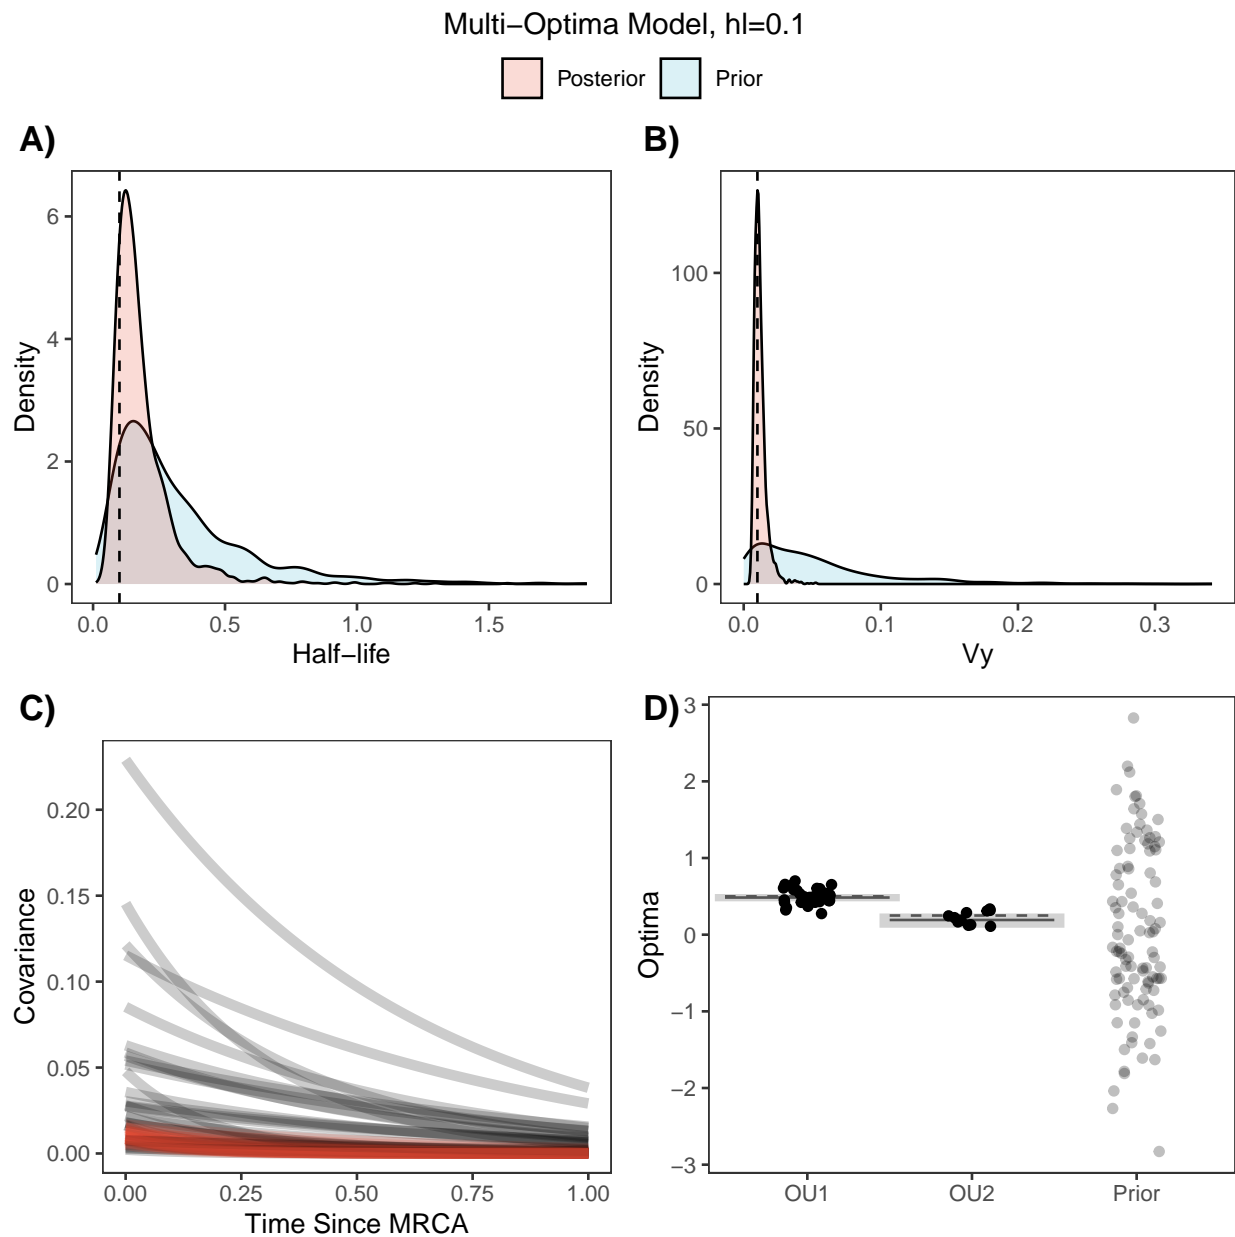 Multi−Optima Model, hl=0.1
Posterior Prior
A)
6
4
2
0
0.0 0.5 1.0 1.5
Density
Half−life
B)
100
50
0
0.0 0.1 0.2 0.3
Density
Vy
C)
0.20
0.15
0.10
0.05
0.00
0.00 0.25 0.50 0.75 1.00
Covariance
Time Since MRCA
D)
3
2
1
0
−1
−2
−3
OU1 OU2 Prior
Optima